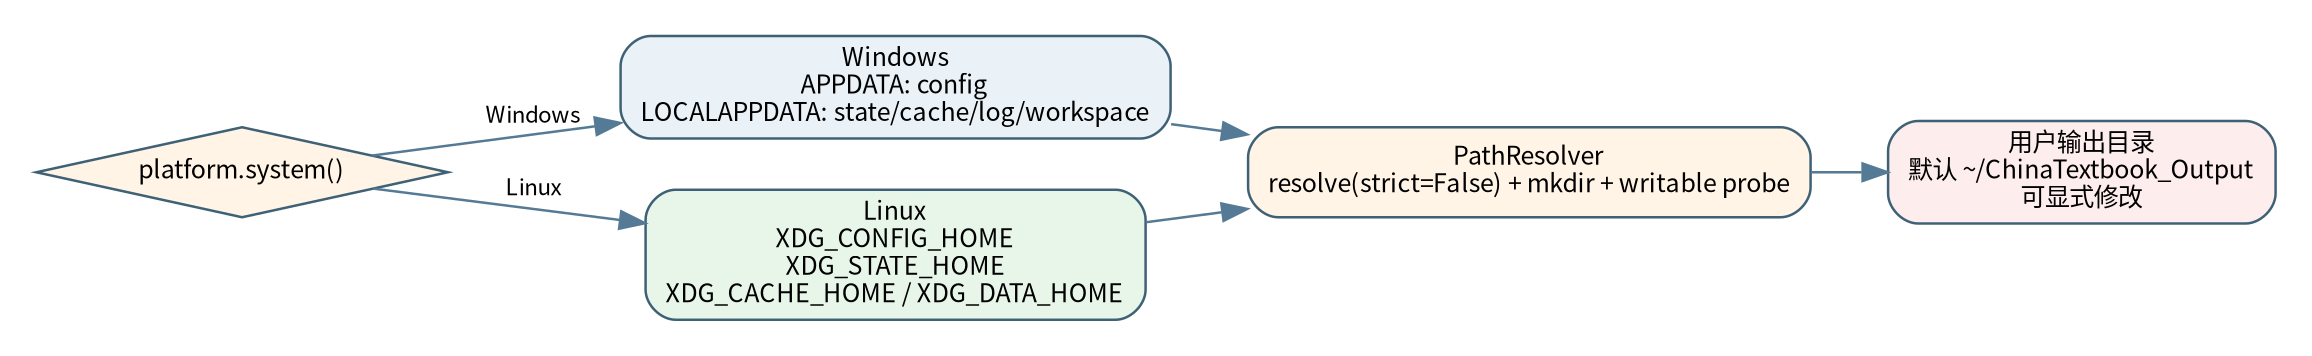 platform.system()
Windows
Linux
Windows
APPDATA: config
LOCALAPPDATA: state/cache/log/workspace
Linux
XDG_CONFIG_HOME
XDG_STATE_HOME
XDG_CACHE_HOME / XDG_DATA_HOME
PathResolver
resolve(strict=False) + mkdir + writable probe
用户输出目录
默认 ~/ChinaTextbook_Output
可显式修改